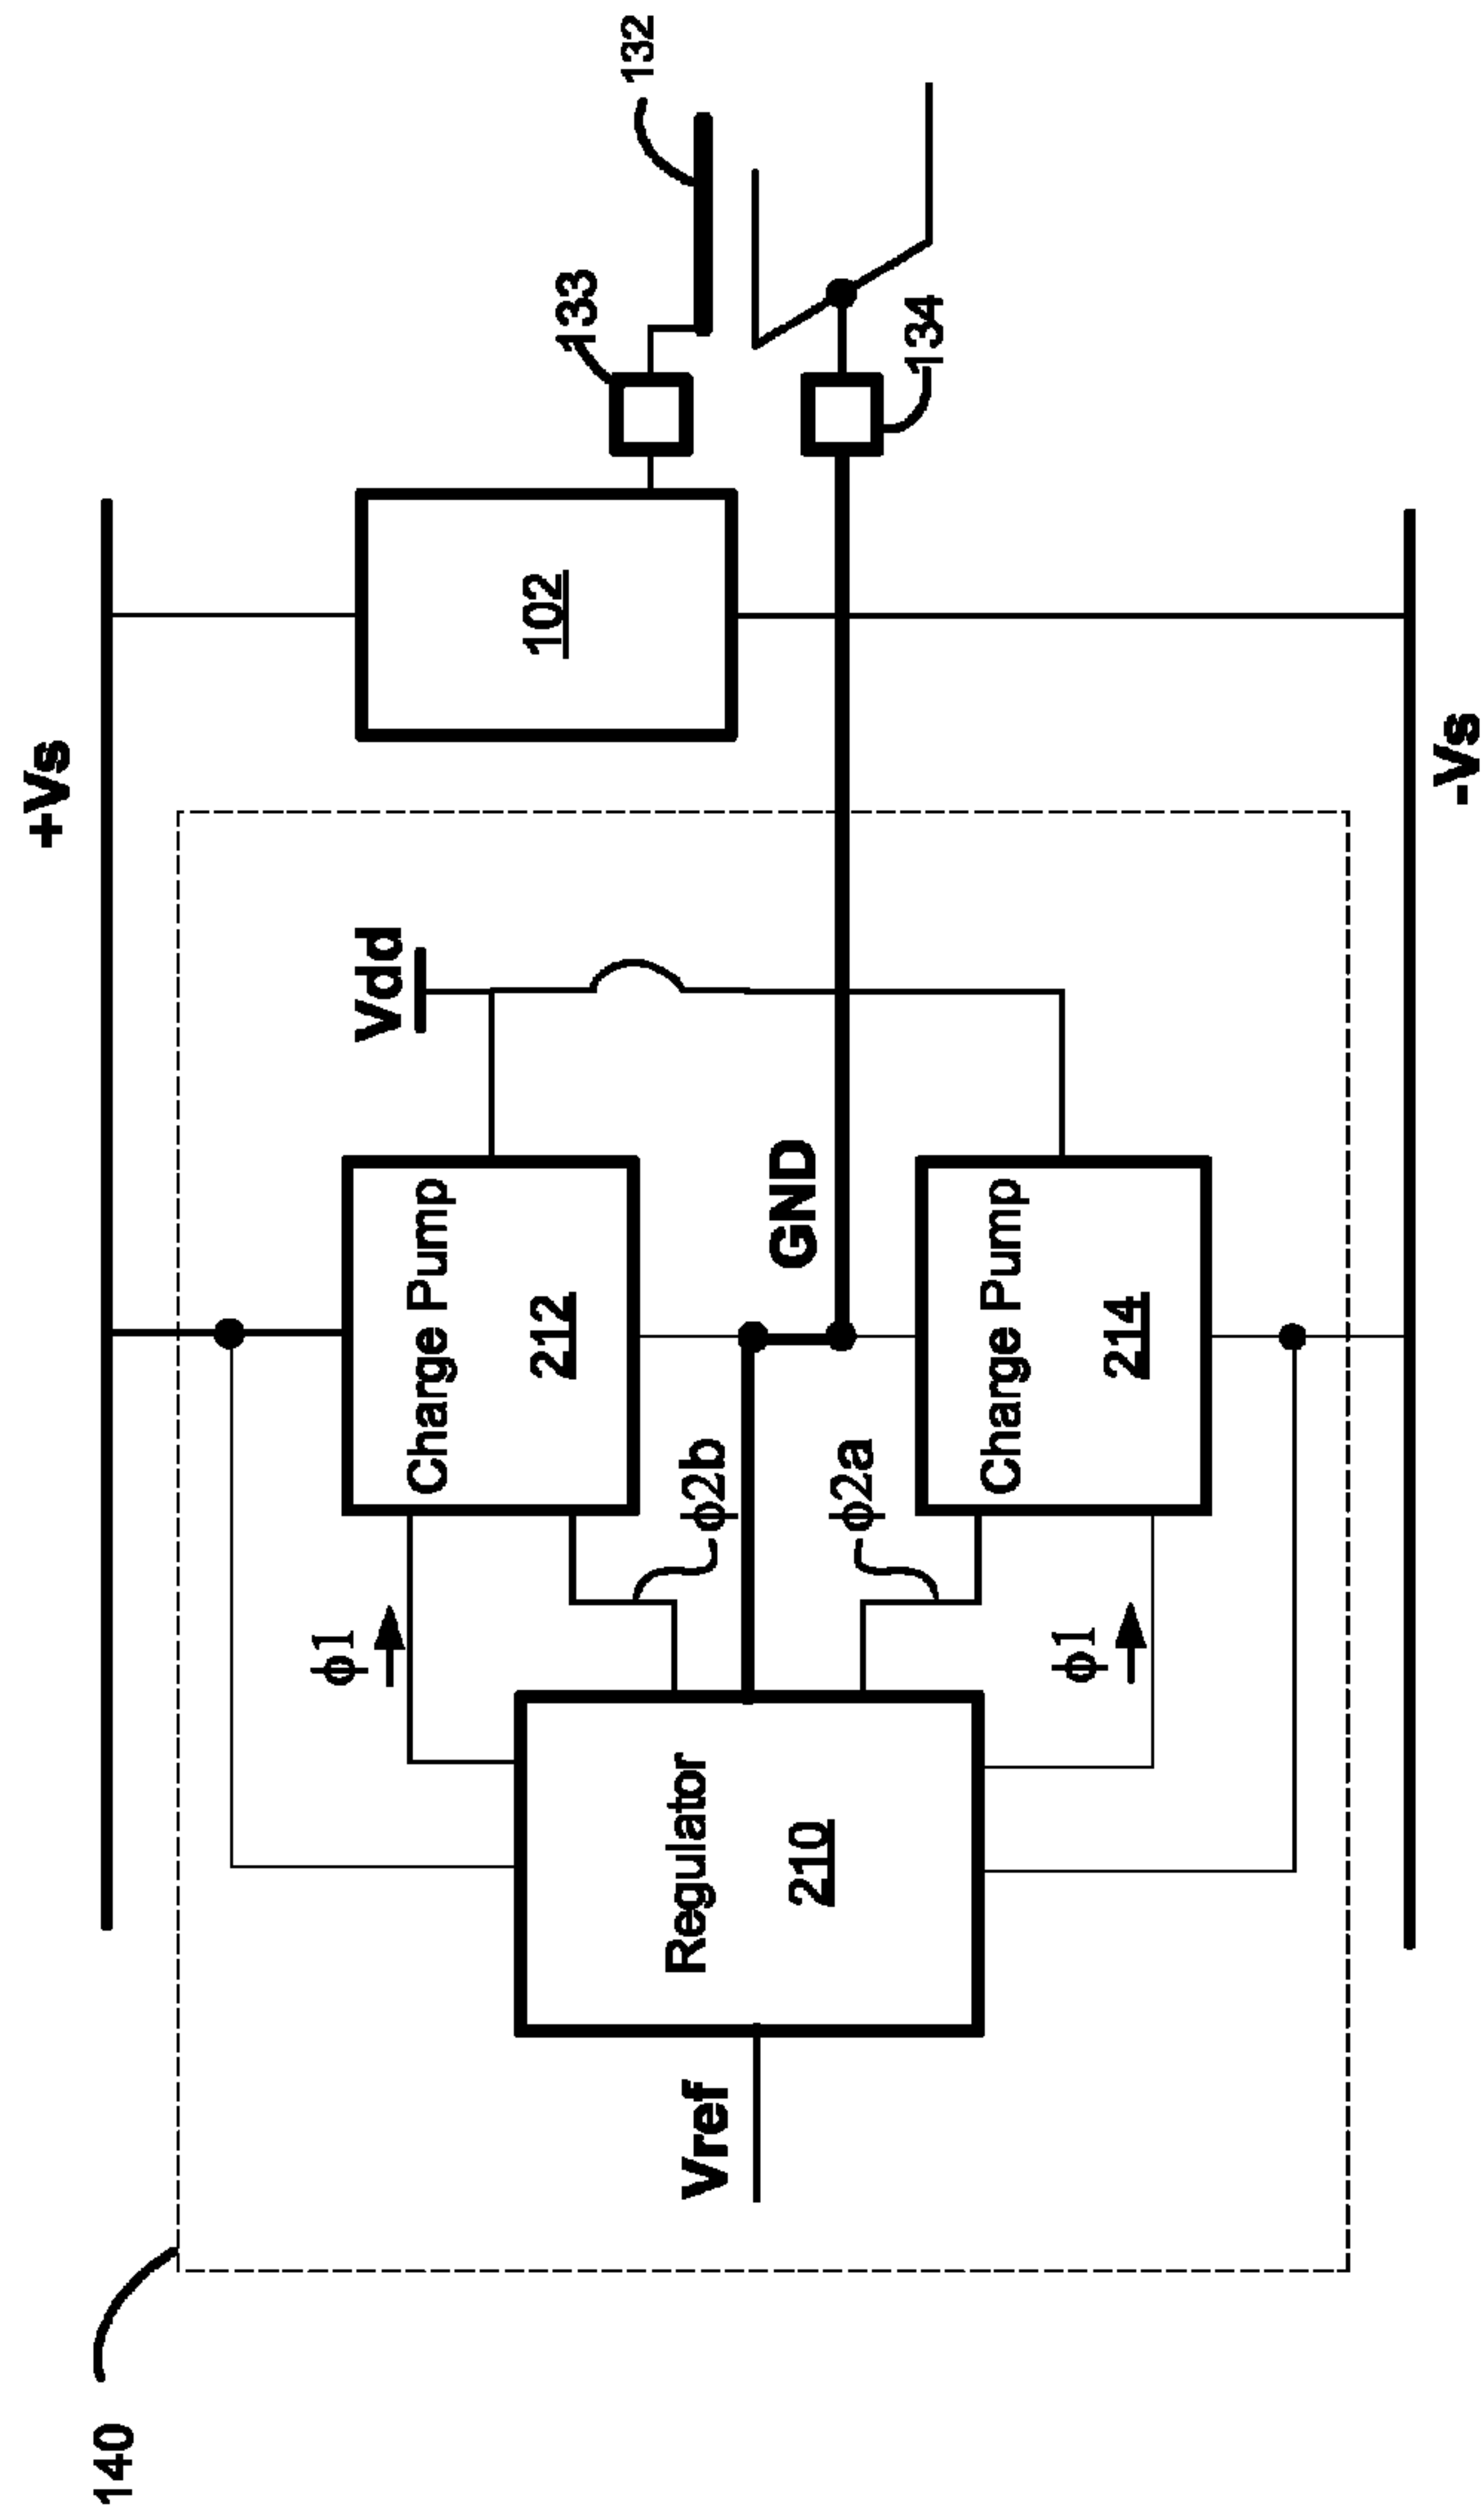 +Vs
140
Vdd
φ1
Charge Pump
212
102
133
132
φ2b
Vref
Regulator
210
GND
φ2a
134
Charge Pump
214
φ1
-Vs